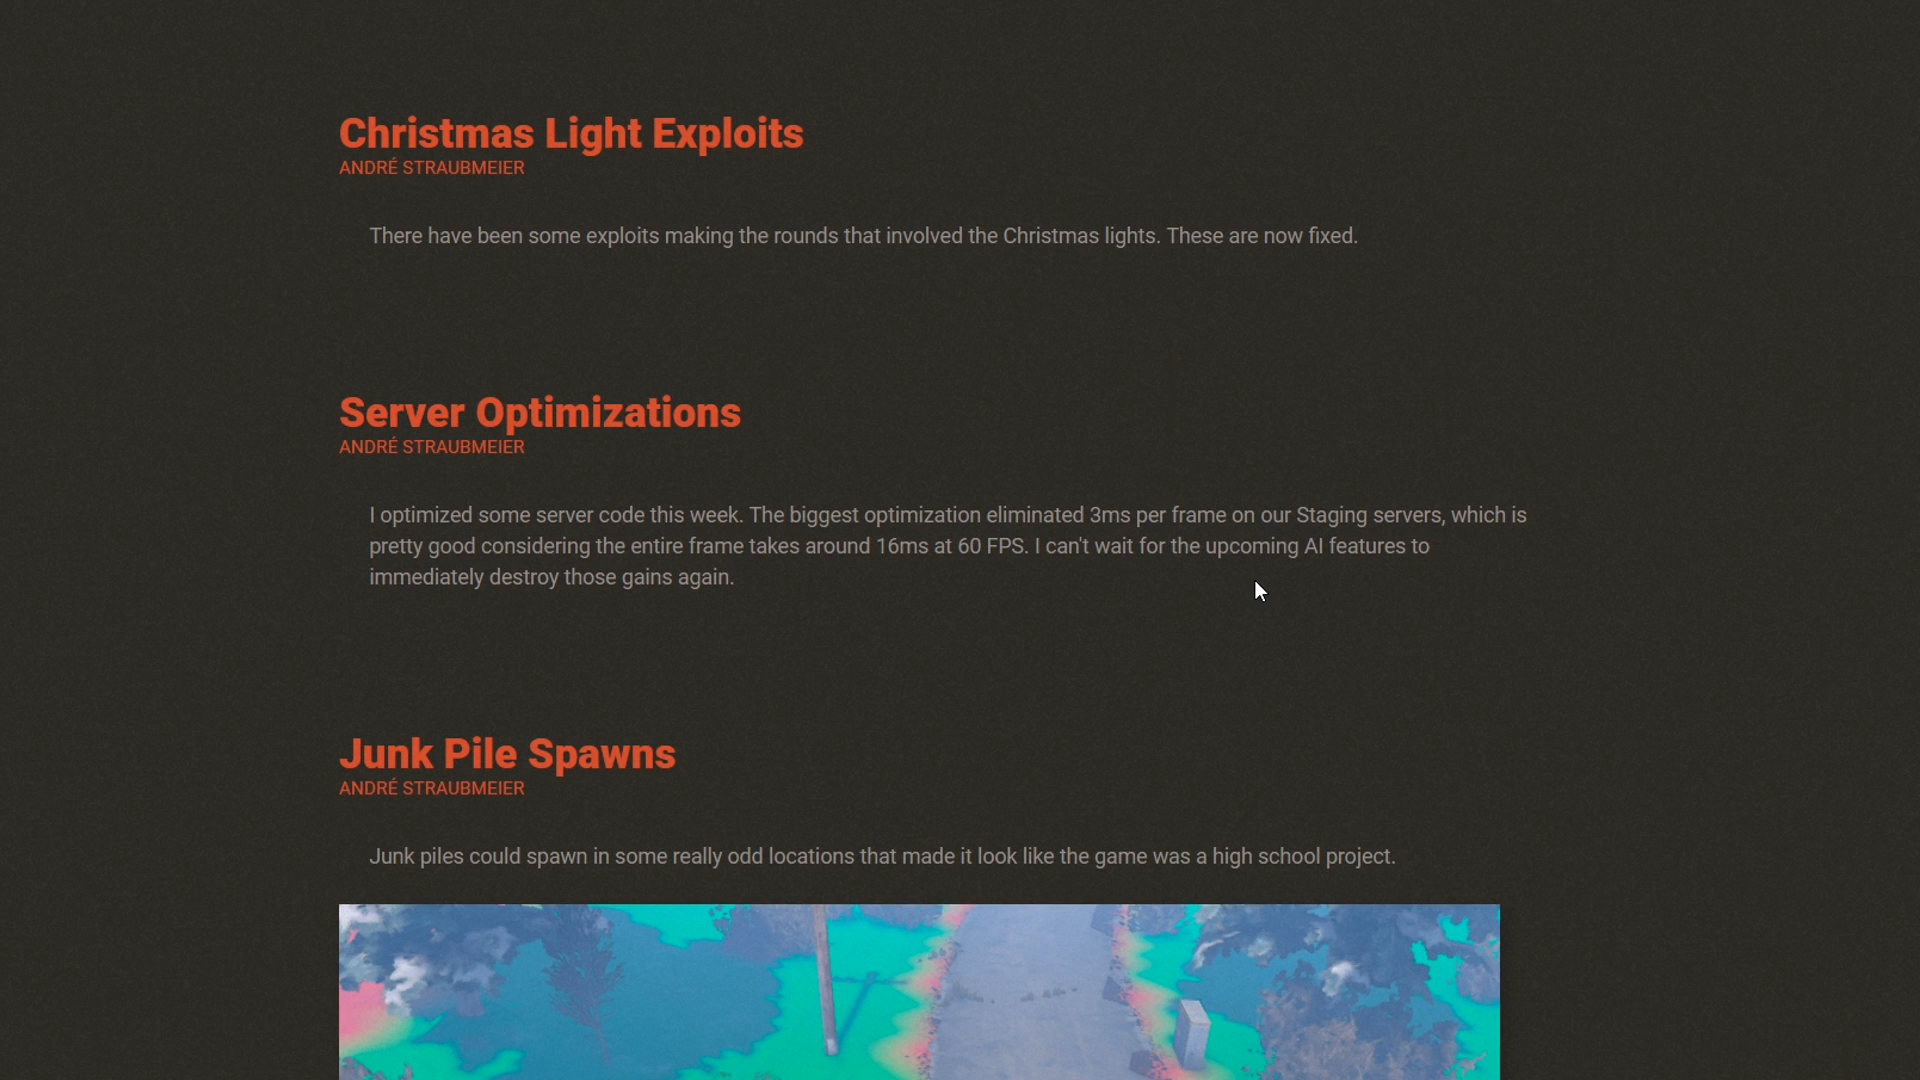 Christmas Light Exploits
ANDRÉ STRAUBMEIER
There have been some exploits making the rounds that involved the Christmas lights. These are now fixed.
Server Optimizations
ANDRÉ STRAUBMEIER
I optimized some server code this week. The biggest optimization eliminated 3ms per frame on our Staging servers, which is
pretty good considering the entire frame takes around 16ms at 60 FPS. I can't wait for the upcoming AI features to
immediately destroy those gains again.
Junk Pile Spawns
ANDRÉ STRAUBMEIER
Junk piles could spawn in some really odd locations that made it look like the game was a high school project.